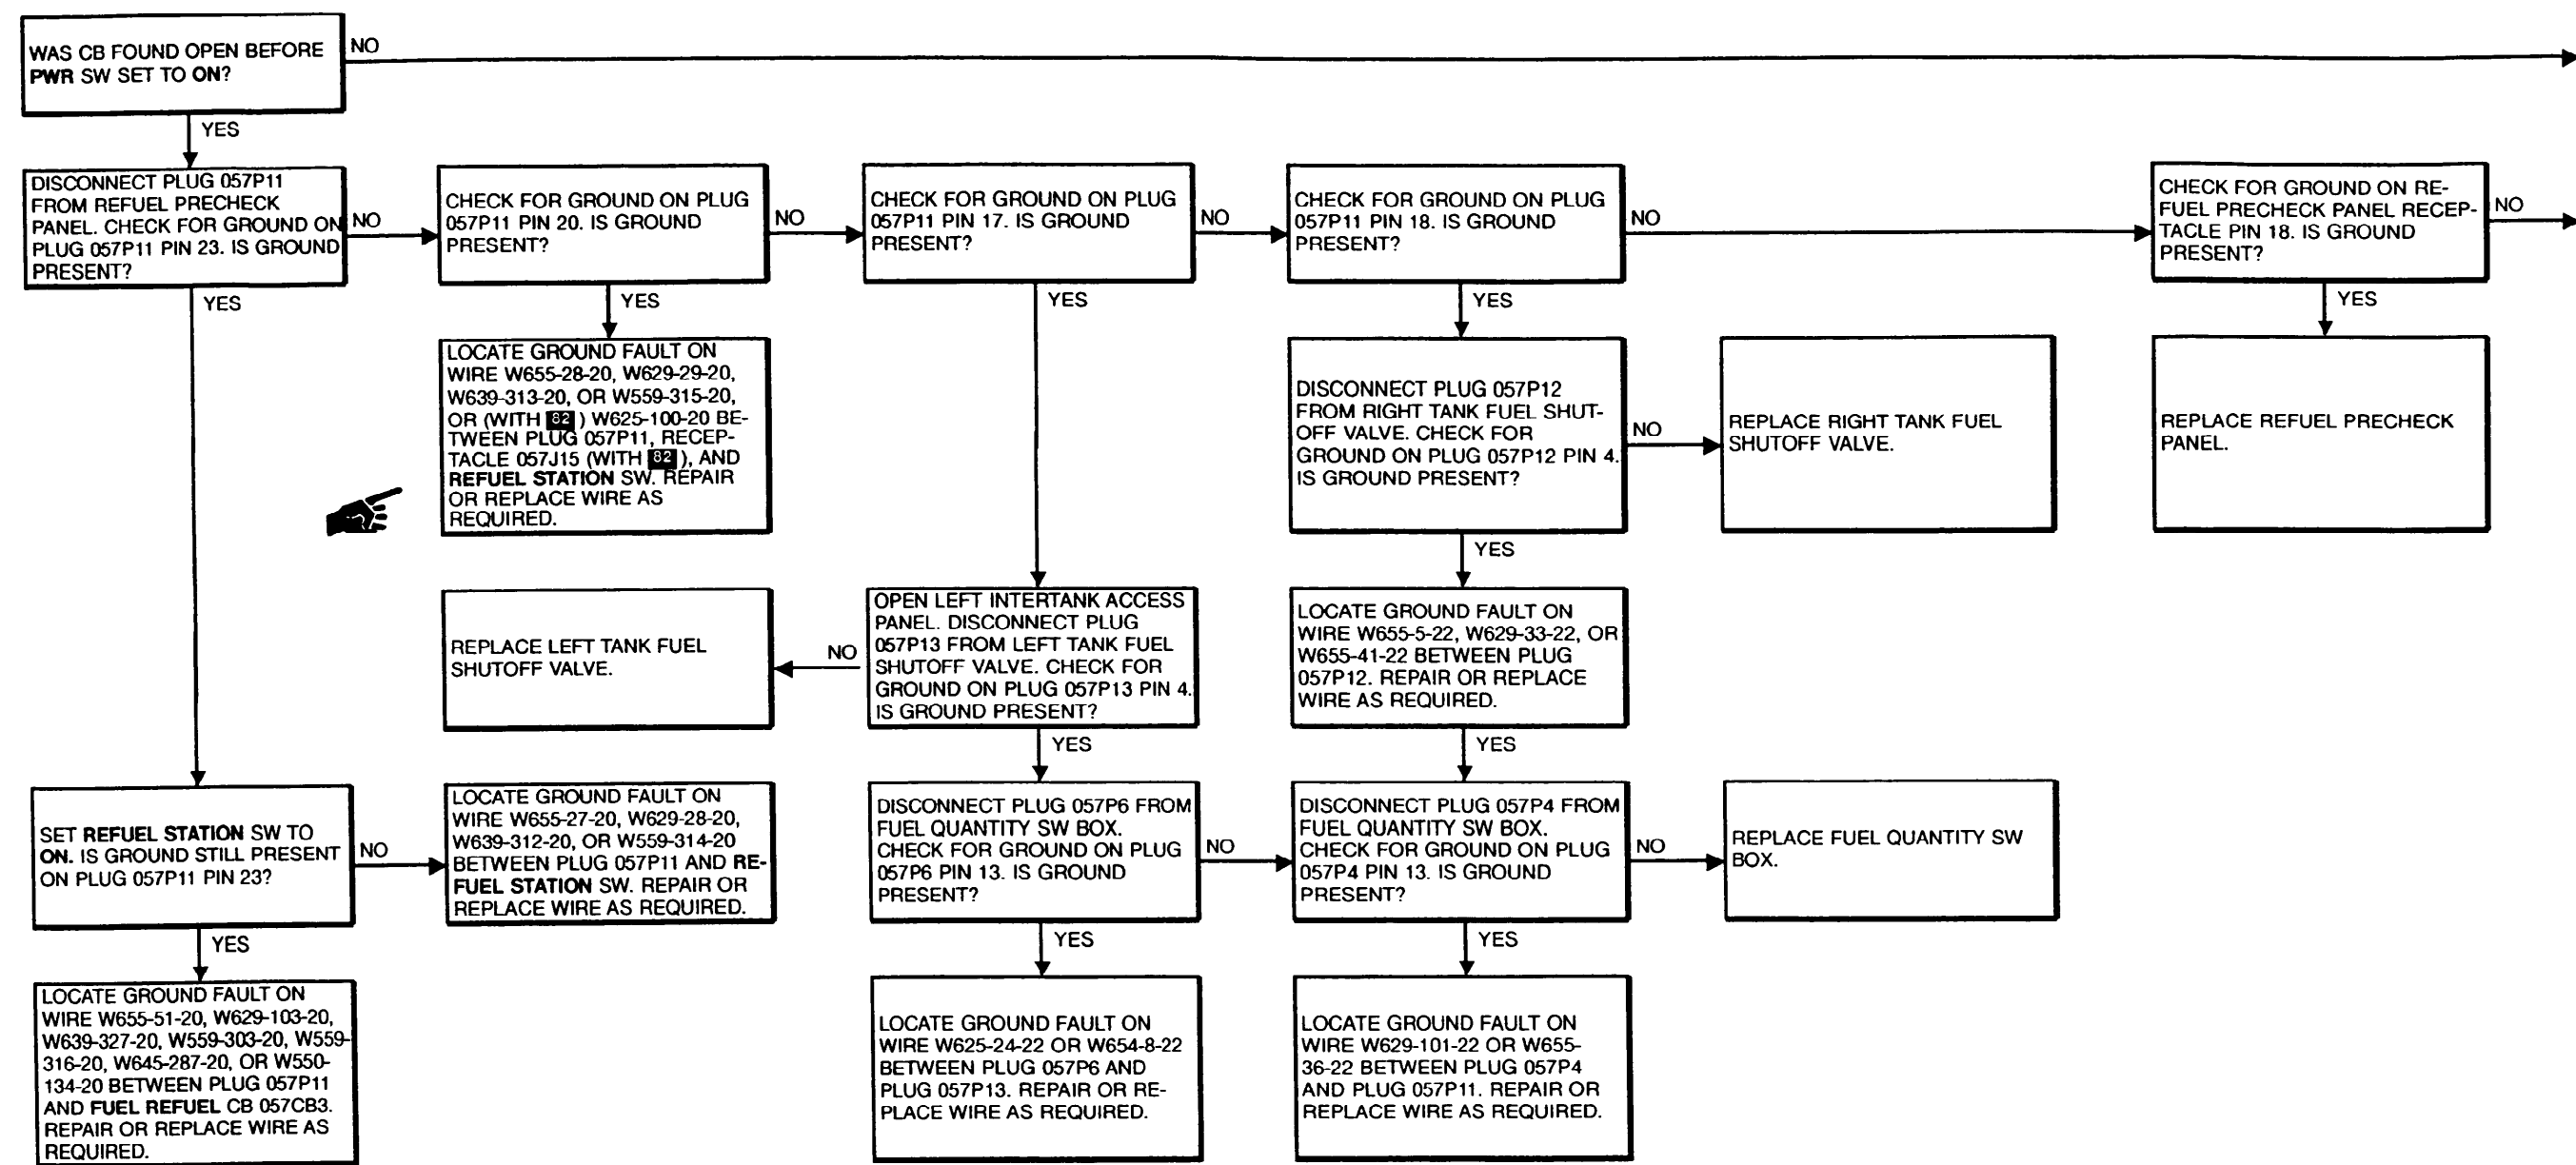 WAS CB FOUND OPEN BEFORE
PWR SW SET TO ON?
NO
YES
DISCONNECT PLUG 057P11
FROM REFUEL PRECHECK
PANEL. CHECK FOR GROUND ON
PLUG 057P11 PIN 23. IS GROUND
PRESENT?
NO
YES
CHECK FOR GROUND ON PLUG
057P11 PIN 20. IS GROUND
PRESENT?
NO
YES
CHECK FOR GROUND ON PLUG
057P11 PIN 17. IS GROUND
PRESENT?
NO
YES
CHECK FOR GROUND ON PLUG
057P11 PIN 18. IS GROUND
PRESENT?
NO
YES
CHECK FOR GROUND ON RE-
FUEL PRECHECK PANEL RECEP-
TACLE PIN 18. IS GROUND
PRESENT?
NO
YES
LOCATE GROUND FAULT ON
WIRE W655-28-20, W629-29-20,
W639-313-20, OR W559-315-20,
OR (WITH 82 ) W625-100-20 BE-
TWEEN PLUG 057P11, RECEP-
TACLE 057J15 (WITH 82 ), AND
REFUEL STATION SW. REPAIR
OR REPLACE WIRE AS
REQUIRED.
DISCONNECT PLUG 057P12
FROM RIGHT TANK FUEL SHUT-
OFF VALVE. CHECK FOR
GROUND ON PLUG 057P12 PIN 4.
IS GROUND PRESENT?
NO
YES
REPLACE RIGHT TANK FUEL
SHUTOFF VALVE.
REPLACE REFUEL PRECHECK
PANEL.
REPLACE LEFT TANK FUEL
SHUTOFF VALVE.
NO
OPEN LEFT INTERTANK ACCESS
PANEL. DISCONNECT PLUG
057P13 FROM LEFT TANK FUEL
SHUTOFF VALVE. CHECK FOR
GROUND ON PLUG 057P13 PIN 4.
IS GROUND PRESENT?
YES
LOCATE GROUND FAULT ON
WIRE W655-5-22, W629-33-22, OR
W655-41-22 BETWEEN PLUG
057P12. REPAIR OR REPLACE
WIRE AS REQUIRED.
YES
SET REFUEL STATION SW TO
ON. IS GROUND STILL PRESENT
ON PLUG 057P11 PIN 23?
NO
YES
LOCATE GROUND FAULT ON
WIRE W655-27-20, W629-28-20,
W639-312-20, OR W559-314-20
BETWEEN PLUG 057P11 AND RE-
FUEL STATION SW. REPAIR OR
REPLACE WIRE AS REQUIRED.
DISCONNECT PLUG 057P6 FROM
FUEL QUANTITY SW BOX.
CHECK FOR GROUND ON PLUG
057P6 PIN 13. IS GROUND
PRESENT?
NO
YES
DISCONNECT PLUG 057P4 FROM
FUEL QUANTITY SW BOX.
CHECK FOR GROUND ON PLUG
057P4 PIN 13. IS GROUND
PRESENT?
NO
YES
REPLACE FUEL QUANTITY SW
BOX.
LOCATE GROUND FAULT ON
WIRE W655-51-20, W629-103-20,
W639-327-20, W559-303-20, W559-
316-20, W645-287-20, OR W550-
134-20 BETWEEN PLUG 057P11
AND FUEL REFUEL CB 057CB3.
REPAIR OR REPLACE WIRE AS
REQUIRED.
LOCATE GROUND FAULT ON
WIRE W625-24-22 OR W654-8-22
BETWEEN PLUG 057P6 AND
PLUG 057P13. REPAIR OR RE-
PLACE WIRE AS REQUIRED.
LOCATE GROUND FAULT ON
WIRE W629-101-22 OR W655-
36-22 BETWEEN PLUG 057P4
AND PLUG 057P11. REPAIR OR
REPLACE WIRE AS REQUIRED.